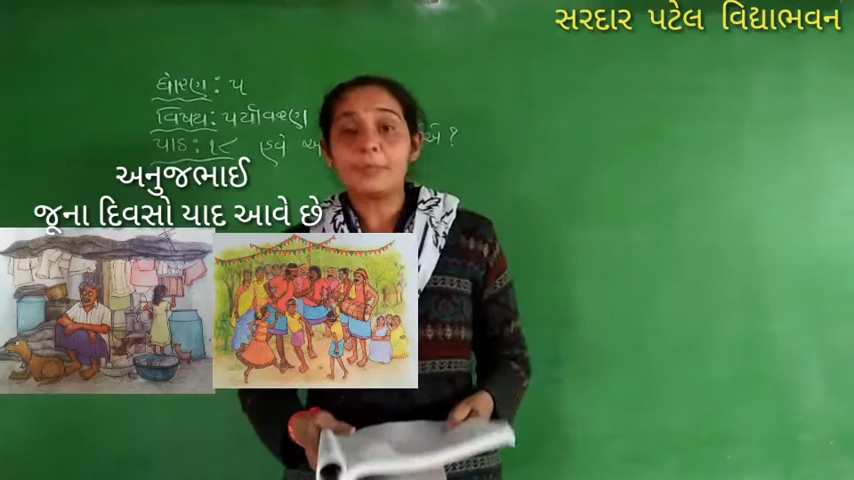 સરદાર પટેલ વિદ્યાભવન
ધોરણ : ૫
વિષય : પર્યાવરણ
પાઠ : ૧૮ હવે
અનુજભાઈ
જૂના દિવસો યાદ આવે છે